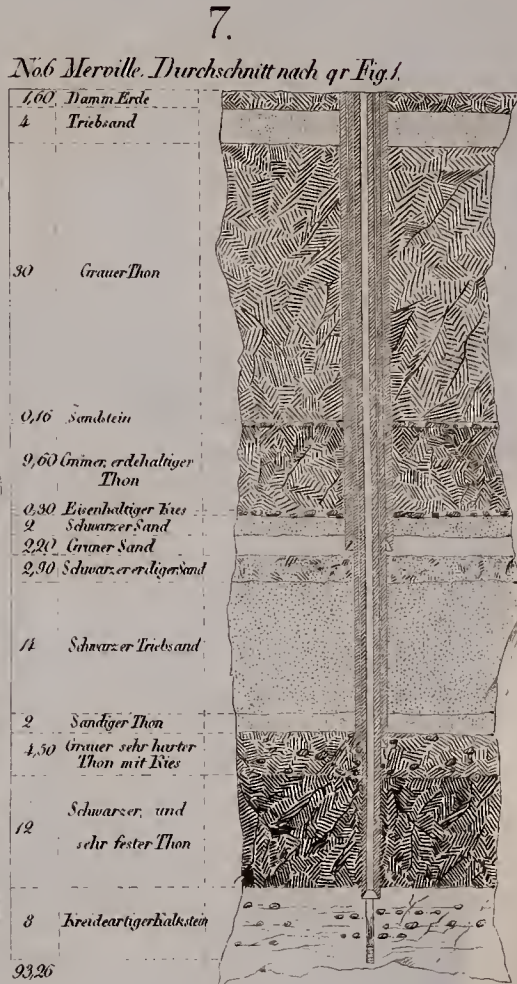 7.
No.6 Merville. Durchschnitt nach qr Fig.1.
1,60 DammErde
4 Triebsand
30 Grauer Thon
0,16 Sandstein
9,60 Grüner, erdehaltiger
Thon
0,30 Eisenhaltiger Kies
2 Schwarzer Sand
2,20 Grüner Sand
2,90 Schwarzer erdiger Sand
14 Schwarzer Triebsand
2 Sandiger Thon
4,50 Grauer sehr harter
Thon mit Kies
12 Schwarzer, und
sehr fester Thon
8 Kreideartiger Kalkstein
93,26